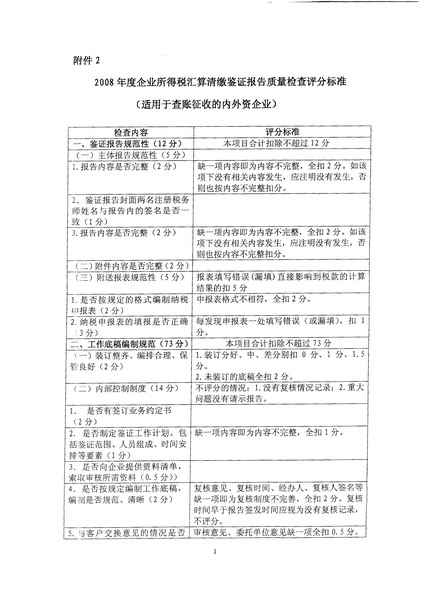 附件 2
2008 年度企业所得税汇算清缴鉴证报告质量检查评分标准
（适用于查账征收的内外资企业）
检查内容
评分标准
一、鉴证报告规范性（12 分）
本项目合计扣除不超过 12 分
（一）主体报告规范性（5 分）
1.报告内容是否完整（2 分）
缺一项内容即为内容不完整，全扣 2 分。如该
项下没有相关内容发生，应注明没有发生，否
则也按内容不完整扣分。
2．鉴证报告封面两名注册税务
师姓名与报告内的签名是否一
致（1 分）
3.报告内容是否完整（2 分）
缺一项内容即为内容不完整，全扣 2 分。如该
项下没有相关内容发生，应注明没有发生，否
则也按内容不完整扣分。
（二）附件内容是否完整（2 分）
（三）附送报表规范性（5 分）
报表填写错误(漏填)直接影响到税款的计算
结果的扣 5 分
1.是否按规定的格式编制纳税
申报表（2 分）
申报表格式不相符，全扣 2 分。
2.纳税申报表的填报是否正确
（3 分）
每发现申报表一处填写错误（或漏填），扣 1
分。
二、工作底稿编制规范（73 分）
本项目合计扣除不超过 73 分
（一）装订整齐、编排合理、保
管良好（2 分）
1.装订分好、中、差分别扣 0 分、1 分、1.5
分。
2.未装订的底稿全扣 2 分。
（二）内部控制制度（14 分）
不评分的情况：1.没有复核情况记录；2.重大
问题没有请示报告。
1． 是否有签订业务约定书
（2 分）
2．是否制定鉴证工作计划。包
括鉴证范围、人员组成、时间安
排等要素（1 分）
缺一项内容即为内容不完整，全扣 1 分。
3．是否向企业提供资料清单，
索取审核所需资料（0.5 分））
4．是否按规定编制工作底稿，
编制是否规范、清晰（2 分）
复核意见、复核时间、经办人、复核人签名等
缺一项即为复核制度不完善，全扣 2 分。复核
时间早于报告签发时间应视为没有复核记录，
不评分。
5．与客户交换意见的情况是否
审核意见、委托单位意见缺一项全扣 0.5 分。
1